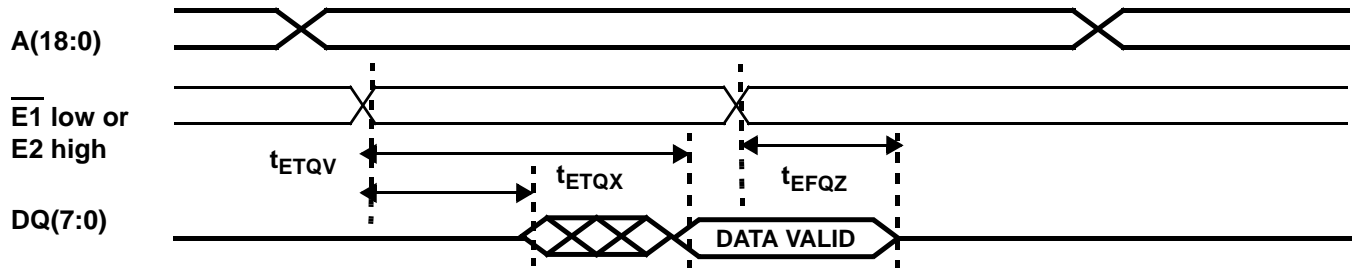 A(18:0)
E1 low or
E2 high
tETQV
tETQX
tEFQZ
DQ(7:0)
DATA VALID